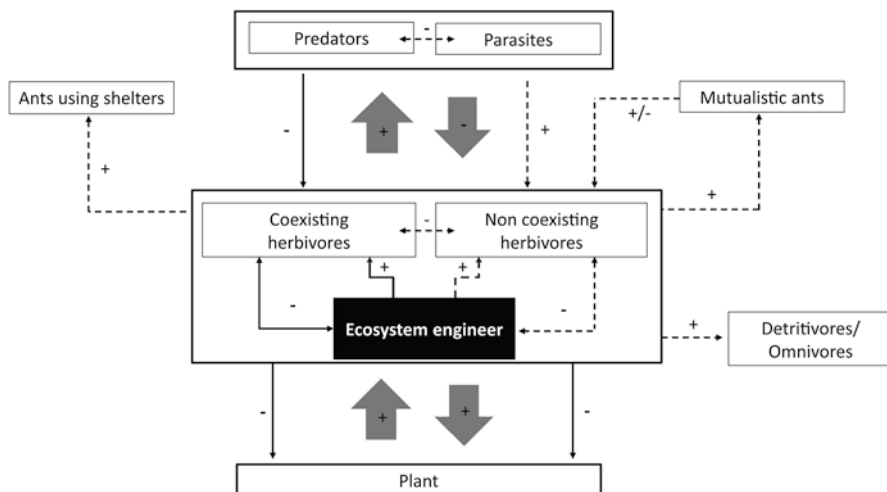 Predators
-
Parasites
Ants using shelters
Mutualistic ants
-
+
-
+
+/-
+
+
Coexisting
herbivores
-
Non coexisting
herbivores
+
+
-
-
Ecosystem engineer
+
Detritivores/
Omnivores
-
+
+
-
Plant